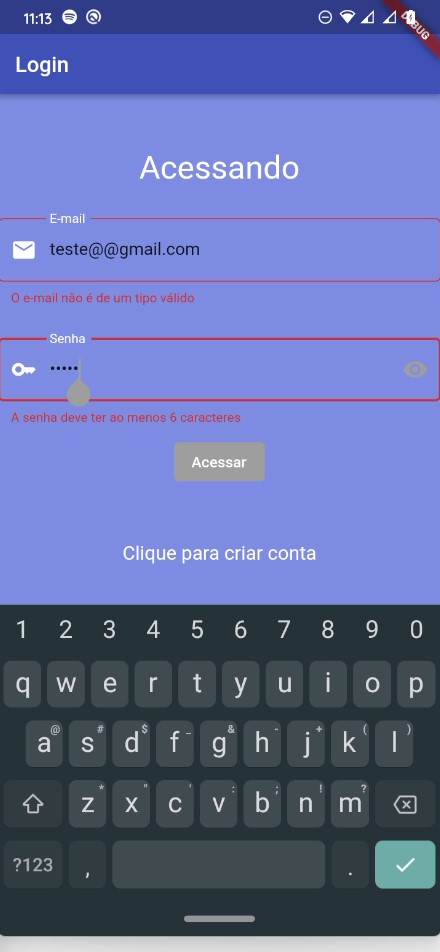 11:13
DEBUG
Login
Acessando
E-mail
teste@@gmail.com
O e-mail não é de um tipo válido
Senha
•••••
A senha deve ter ao menos 6 caracteres
Acessar
Clique para criar conta
1 2 3 4 5 6 7 8 9 0
q w e r t y u i o p
@ # $ _ & - + ( )
a s d f g h j k l
* " ' : ; ! ?
z x c v b n m
?123 , .